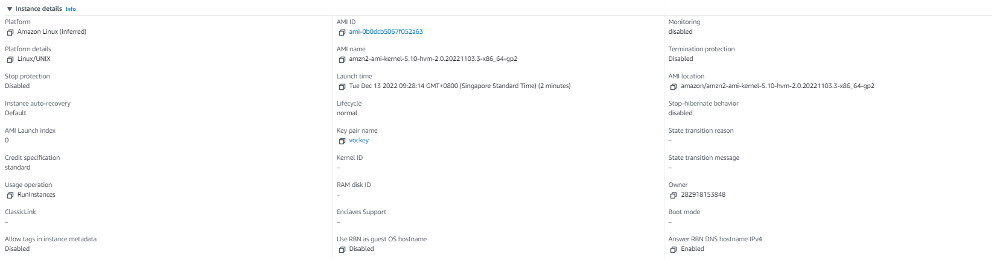 Instance details Info
Platform
Amazon Linux (Inferred)
AMI ID
ami-0b0dcb5067f052a63
Monitoring
disabled
Platform details
Linux/UNIX
AMI name
amzn2-ami-kernel-5.10-hvm-2.0.20221103.3-x86_64-gp2
Termination protection
Disabled
Stop protection
Disabled
Launch time
Tue Dec 13 2022 09:28:14 GMT+0800 (Singapore Standard Time) (2 minutes)
AMI location
amazon/amzn2-ami-kernel-5.10-hvm-2.0.20221103.3-x86_64-gp2
Instance auto-recovery
Default
Lifecycle
normal
Stop-hibernate behavior
disabled
AMI Launch index
0
Key pair name
vockey
State transition reason
–
Credit specification
standard
Kernel ID
–
State transition message
–
Usage operation
RunInstances
RAM disk ID
–
Owner
282918153848
ClassicLink
–
Enclaves Support
–
Boot mode
–
Allow tags in instance metadata
Disabled
Use RBN as guest OS hostname
Disabled
Answer RBN DNS hostname IPv4
Enabled